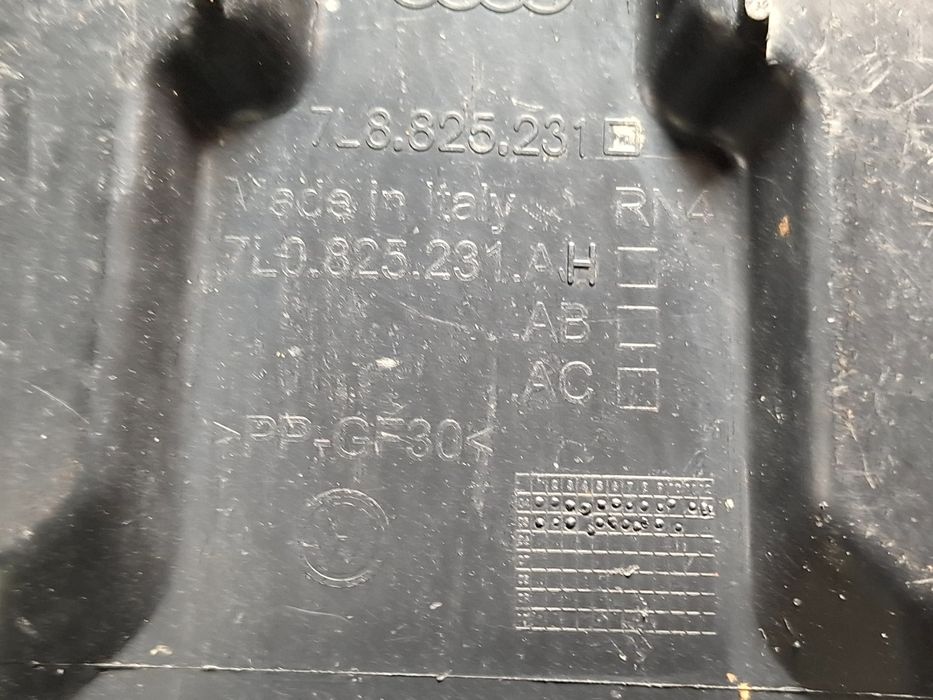 7L8.825.231
Made in Italy RN4
7L0.825.231.AH
.AB
.AC
>PP-GF30<